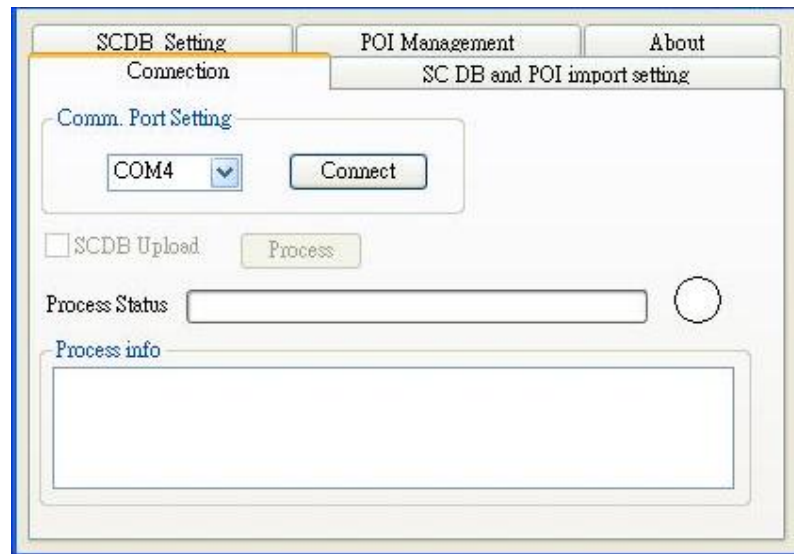 SCDB Setting
POI Management
About
Connection
SC DB and POI import setting
Comm. Port Setting
COM4
Connect
SCDB Upload
Process
Process Status
Process info